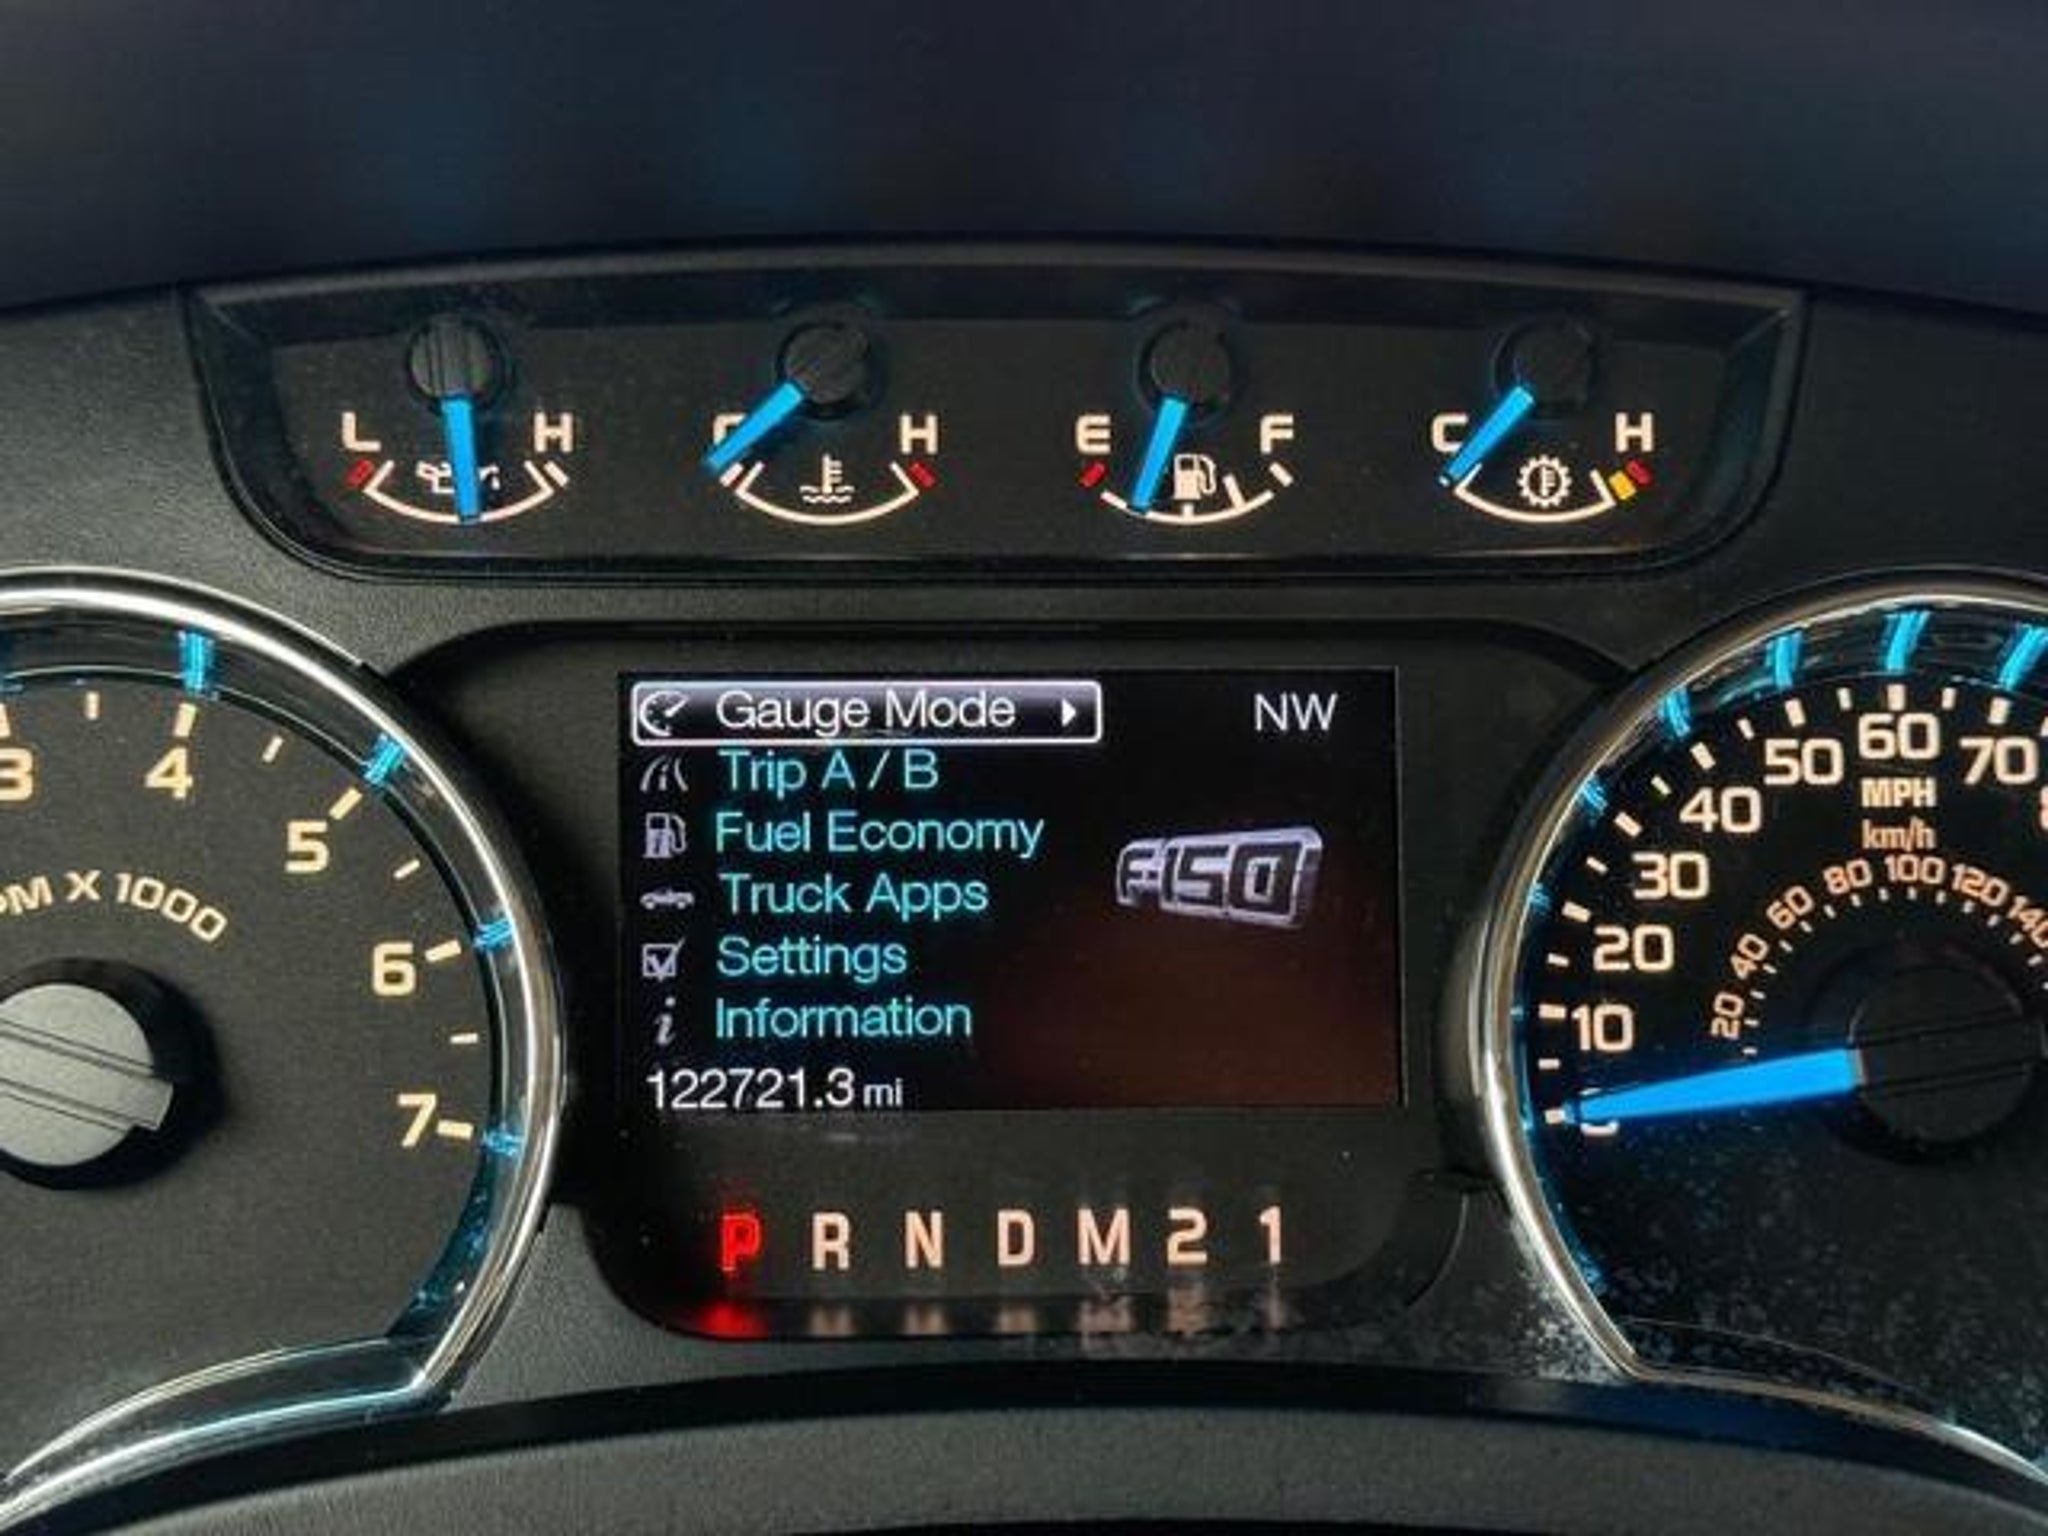 L H
H
E F
C H
3 4 5 6 7
X 1000
Gauge Mode NW
Trip A / B
Fuel Economy
F-150
Truck Apps
Settings
Information
122721.3 mi
P R N D M 2 1
10 20 30 40 50 60 70
MPH
km/h
20 40 60 80 100 120 140